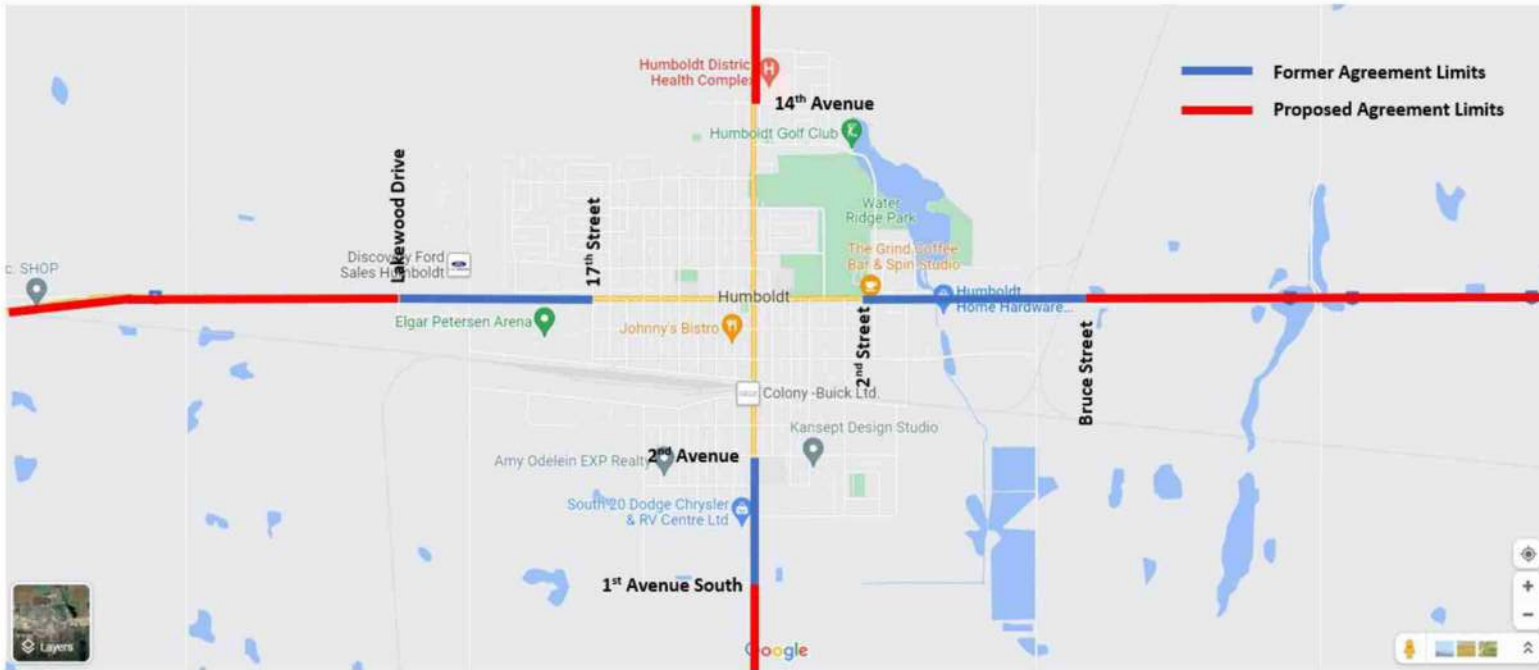 Humboldt Distric
Health Complex
14th Avenue
Former Agreement Limits
Proposed Agreement Limits
Humboldt Golf Club
Lakewood Drive
17th Street
Water
Ridge Park
Discovery Ford
Sales Humboldt
The Grind Coffee
Bar & Spin Studio
c. SHOP
Humboldt
Humboldt
Home Hardware...
Elgar Petersen Arena
Johnny's Bistro
2nd Street
Bruce Street
Colony -Buick Ltd.
Kansept Design Studio
Amy Odelein EXP Realty
2nd Avenue
South 20 Dodge Chrysler
& RV Centre Ltd
1st Avenue South
Layers
Google